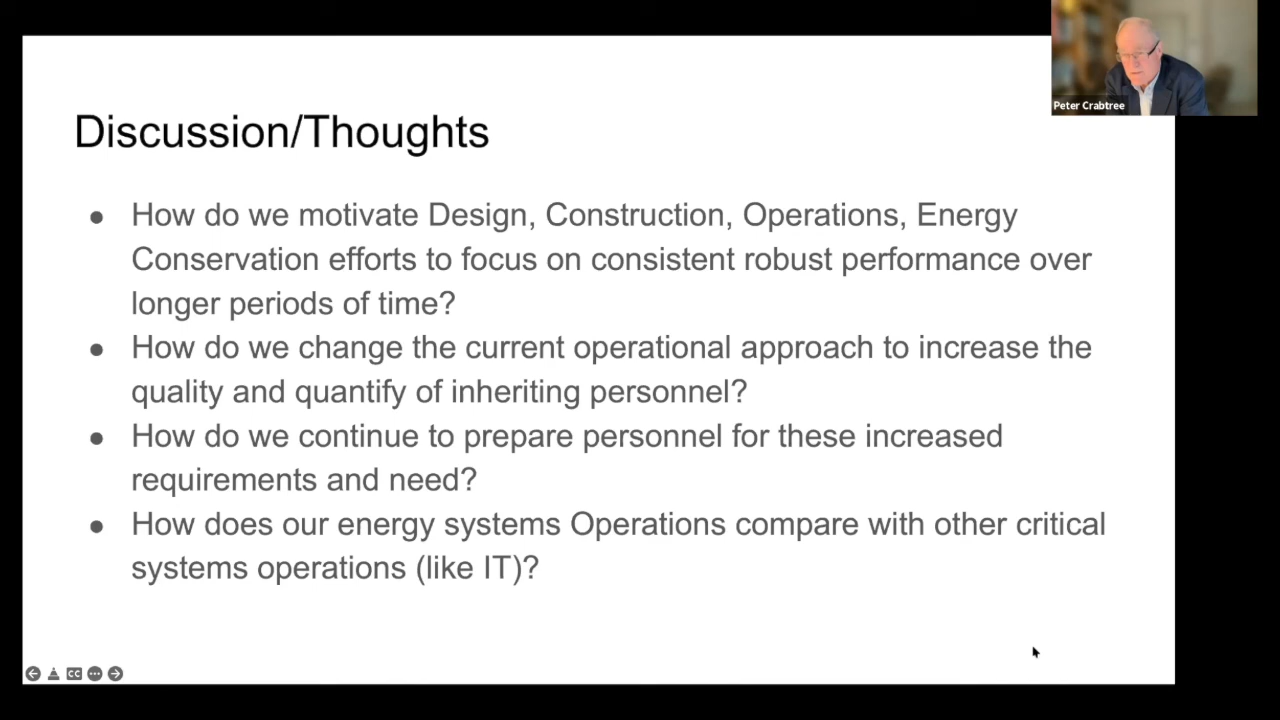 Peter Crabtree
Discussion/Thoughts
● How do we motivate Design, Construction, Operations, Energy
Conservation efforts to focus on consistent robust performance over
longer periods of time?
● How do we change the current operational approach to increase the
quality and quantify of inheriting personnel?
● How do we continue to prepare personnel for these increased
requirements and need?
● How does our energy systems Operations compare with other critical
systems operations (like IT)?
CC